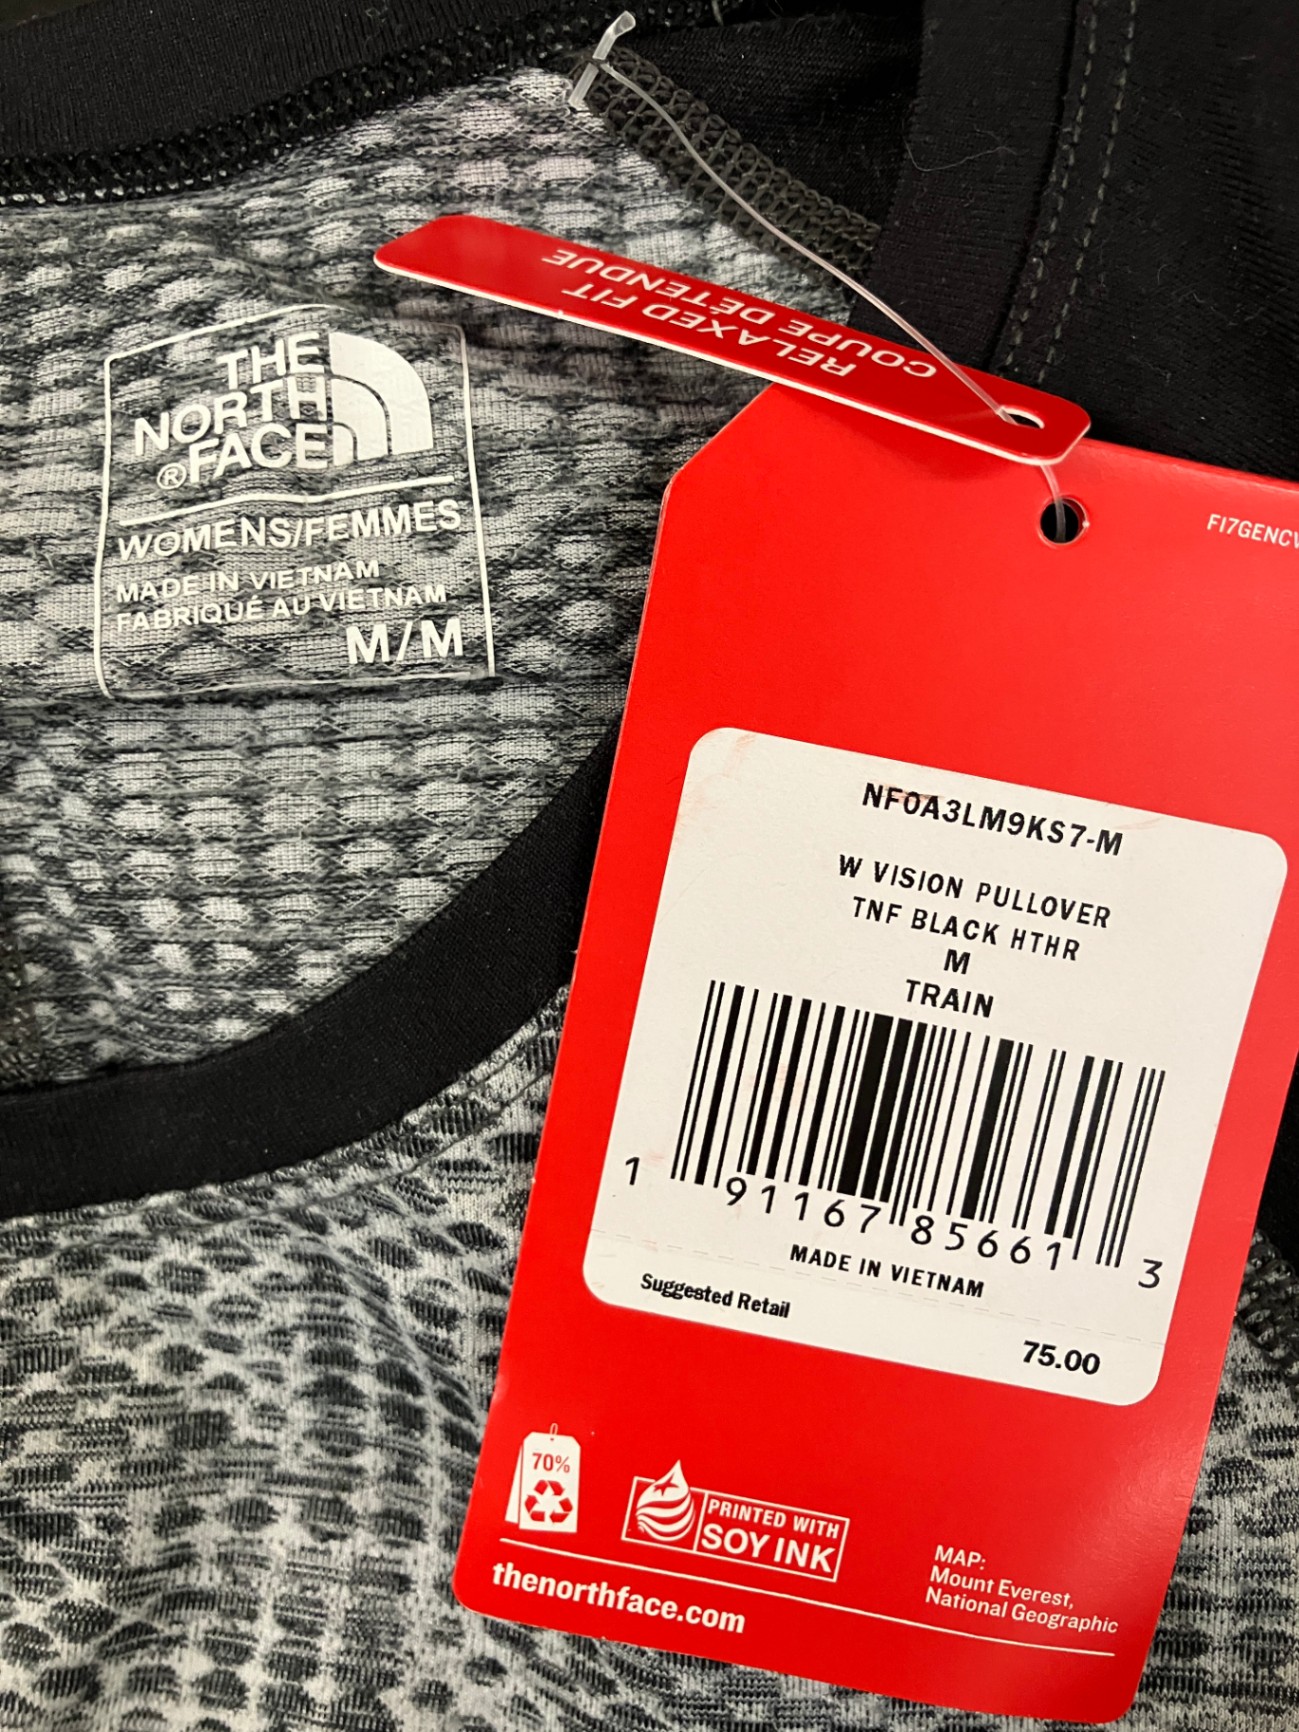 RELAXED FIT
COUPE DÉTENDUE
THE
NORTH
®FACE
WOMENS/FEMMES
MADE IN VIETNAM
FABRIQUÉ AU VIETNAM
M/M
NF0A3LM9KS7-M
W VISION PULLOVER
TNF BLACK HTHR
M
TRAIN
1 91167 85661 3
MADE IN VIETNAM
Suggested Retail
75.00
70%
PRINTED WITH
SOY INK
MAP:
Mount Everest,
National Geographic
thenorthface.com